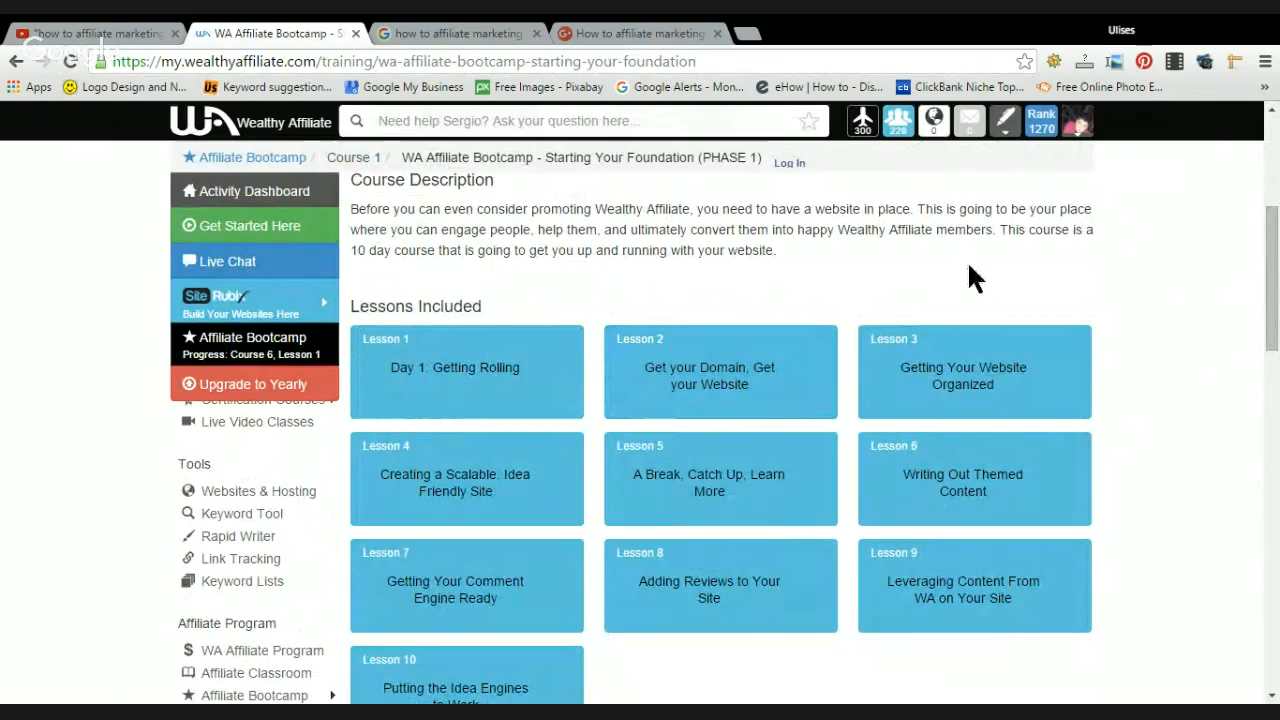 Ulises
"how to affiliate marketing
WA Affiliate Bootcamp - S
how to affiliate marketing
How to affiliate marketing
Google
https://my.wealthyaffiliate.com/training/wa-affiliate-bootcamp-starting-your-foundation
Apps
Logo Design and N...
Keyword suggestion...
Google My Business
Free Images - Pixabay
Google Alerts - Mon...
eHow | How to - Dis...
ClickBank Niche Top...
Free Online Photo E...
WA Wealthy Affiliate
Need help Sergio? Ask your question here...
300
228
0
0
Rank
1270
Affiliate Bootcamp / Course 1 / WA Affiliate Bootcamp - Starting Your Foundation (PHASE 1)
Log In
Activity Dashboard
Get Started Here
Live Chat
Site Rubix
Build Your Websites Here
Affiliate Bootcamp
Progress: Course 6, Lesson 1
Upgrade to Yearly
Certification Courses
Live Video Classes
Tools
Websites & Hosting
Keyword Tool
Rapid Writer
Link Tracking
Keyword Lists
Affiliate Program
WA Affiliate Program
Affiliate Classroom
Affiliate Bootcamp
Course Description
Before you can even consider promoting Wealthy Affiliate, you need to have a website in place. This is going to be your place
where you can engage people, help them, and ultimately convert them into happy Wealthy Affiliate members. This course is a
10 day course that is going to get you up and running with your website.
Lessons Included
Lesson 1
Day 1: Getting Rolling
Lesson 2
Get your Domain, Get
your Website
Lesson 3
Getting Your Website
Organized
Lesson 4
Creating a Scalable, Idea
Friendly Site
Lesson 5
A Break, Catch Up, Learn
More
Lesson 6
Writing Out Themed
Content
Lesson 7
Getting Your Comment
Engine Ready
Lesson 8
Adding Reviews to Your
Site
Lesson 9
Leveraging Content From
WA on Your Site
Lesson 10
Putting the Idea Engines
to Work